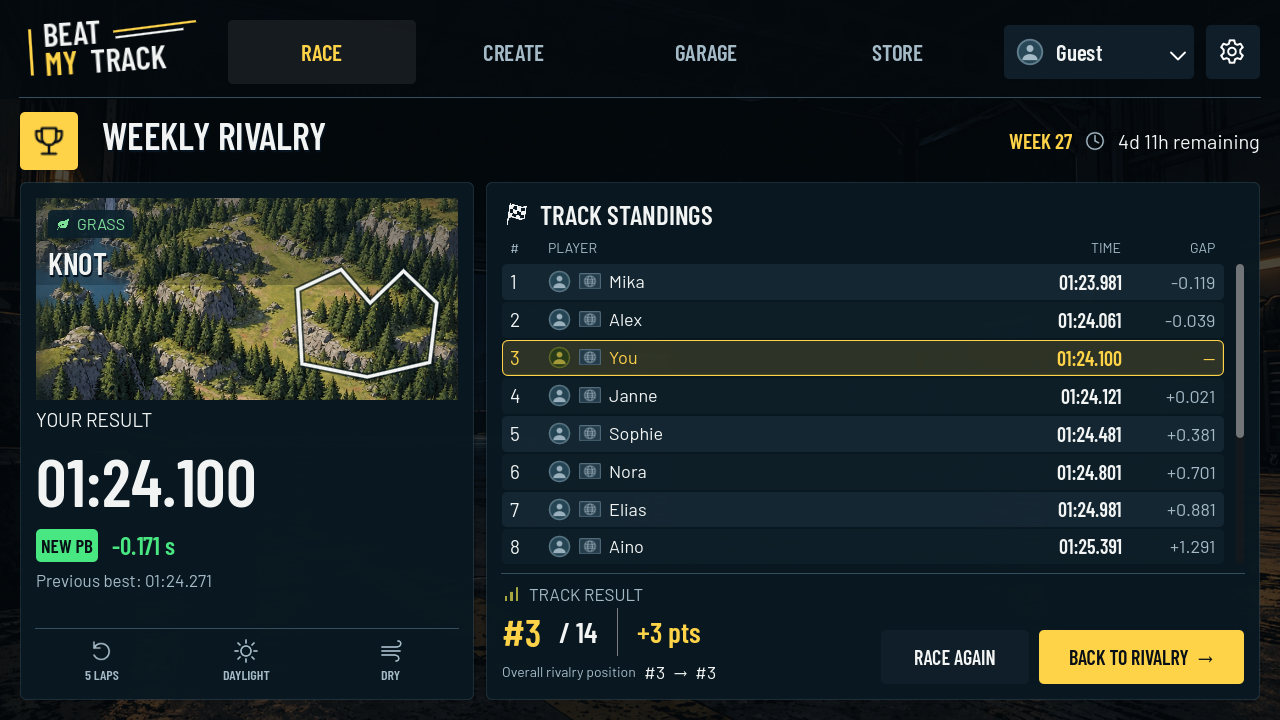 BEAT
MY TRACK
RACE
CREATE
GARAGE
STORE
Guest
WEEKLY RIVALRY
WEEK 27
4d 11h remaining
GRASS
KNOT
YOUR RESULT
01:24.100
NEW PB -0.171 s
Previous best: 01:24.271
5 LAPS
DAYLIGHT
DRY
TRACK STANDINGS
# PLAYER TIME GAP
1 Mika 01:23.981 -0.119
2 Alex 01:24.061 -0.039
3 You 01:24.100 —
4 Janne 01:24.121 +0.021
5 Sophie 01:24.481 +0.381
6 Nora 01:24.801 +0.701
7 Elias 01:24.981 +0.881
8 Aino 01:25.391 +1.291
TRACK RESULT
#3 / 14 +3 pts
Overall rivalry position #3 → #3
RACE AGAIN
BACK TO RIVALRY →